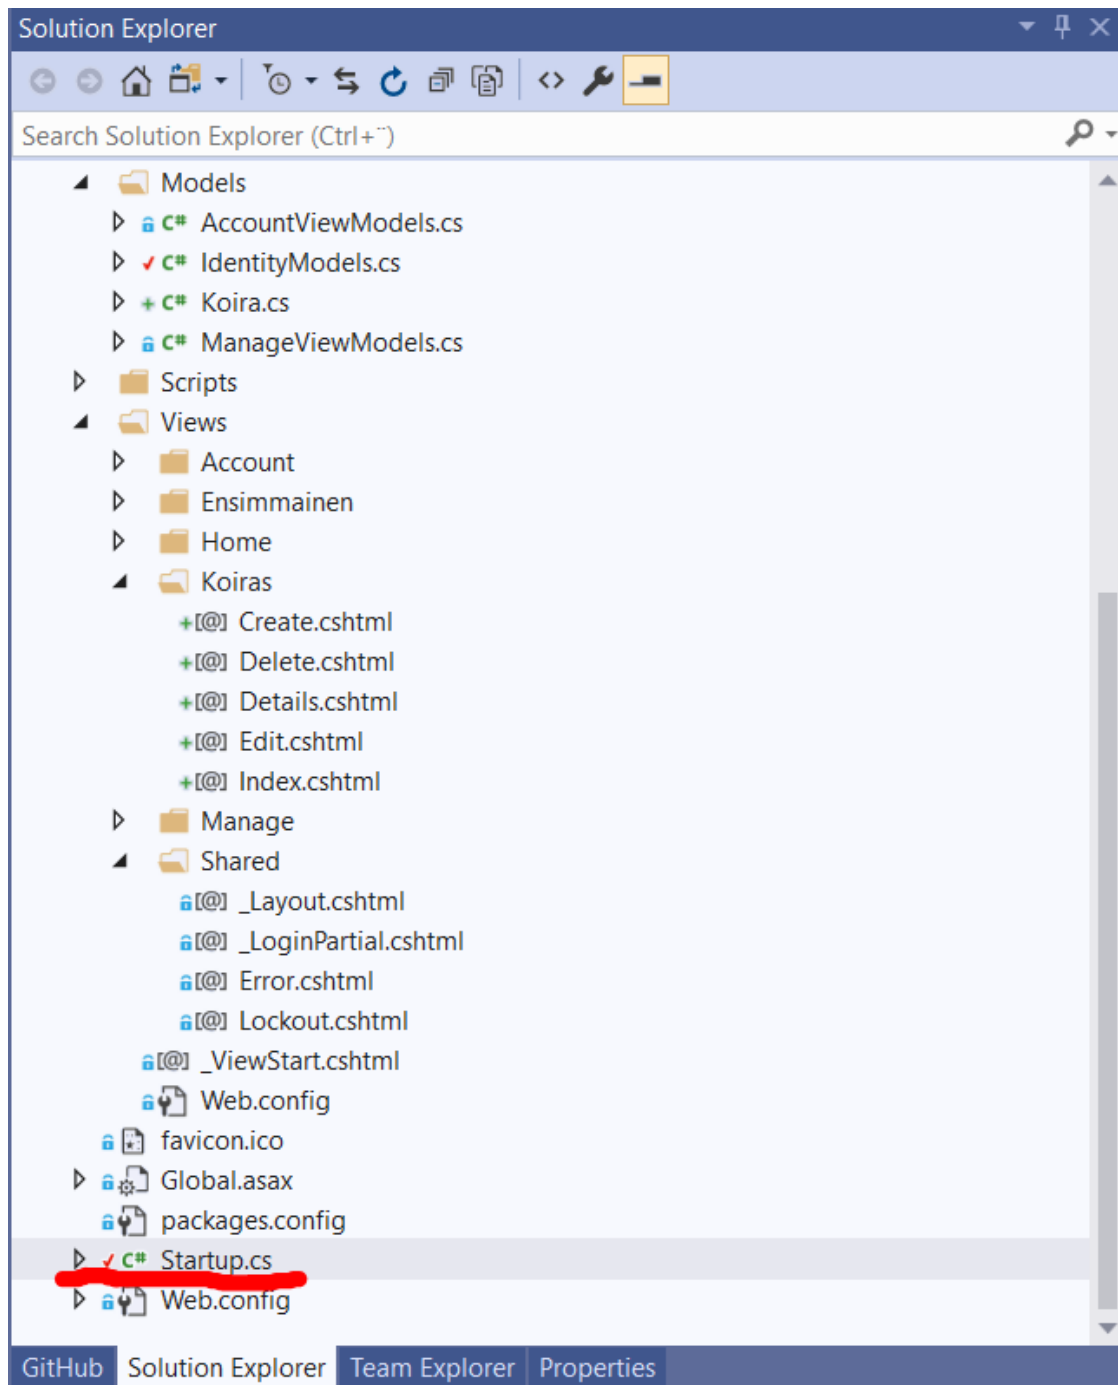 Solution Explorer
Search Solution Explorer (Ctrl+¨)
Models
C# AccountViewModels.cs
C# IdentityModels.cs
+ C# Koira.cs
C# ManageViewModels.cs
Scripts
Views
Account
Ensimmainen
Home
Koiras
+[@] Create.cshtml
+[@] Delete.cshtml
+[@] Details.cshtml
+[@] Edit.cshtml
+[@] Index.cshtml
Manage
Shared
[@] _Layout.cshtml
[@] _LoginPartial.cshtml
[@] Error.cshtml
[@] Lockout.cshtml
[@] _ViewStart.cshtml
Web.config
favicon.ico
Global.asax
packages.config
C# Startup.cs
Web.config
GitHub Solution Explorer Team Explorer Properties